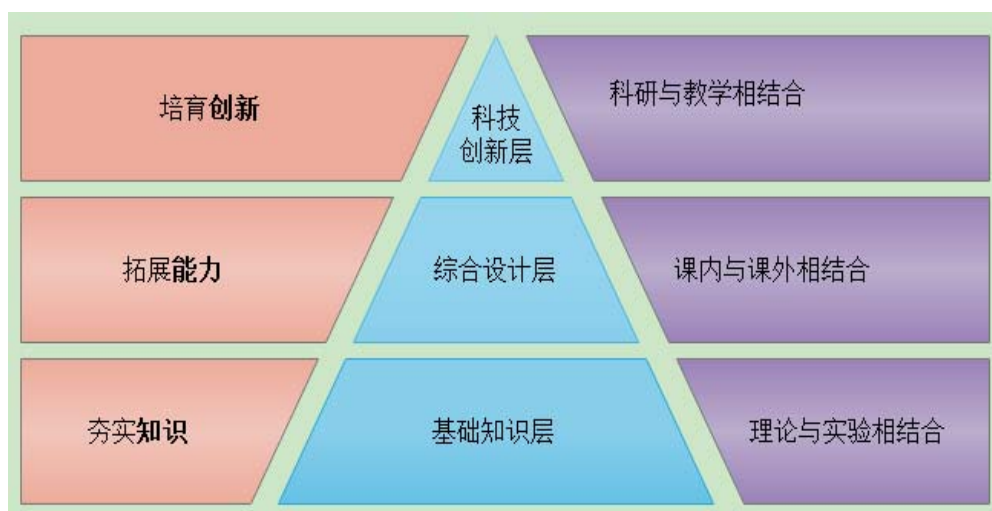 培育创新
科技
创新层
科研与教学相结合
拓展能力
综合设计层
课内与课外相结合
夯实知识
基础知识层
理论与实验相结合